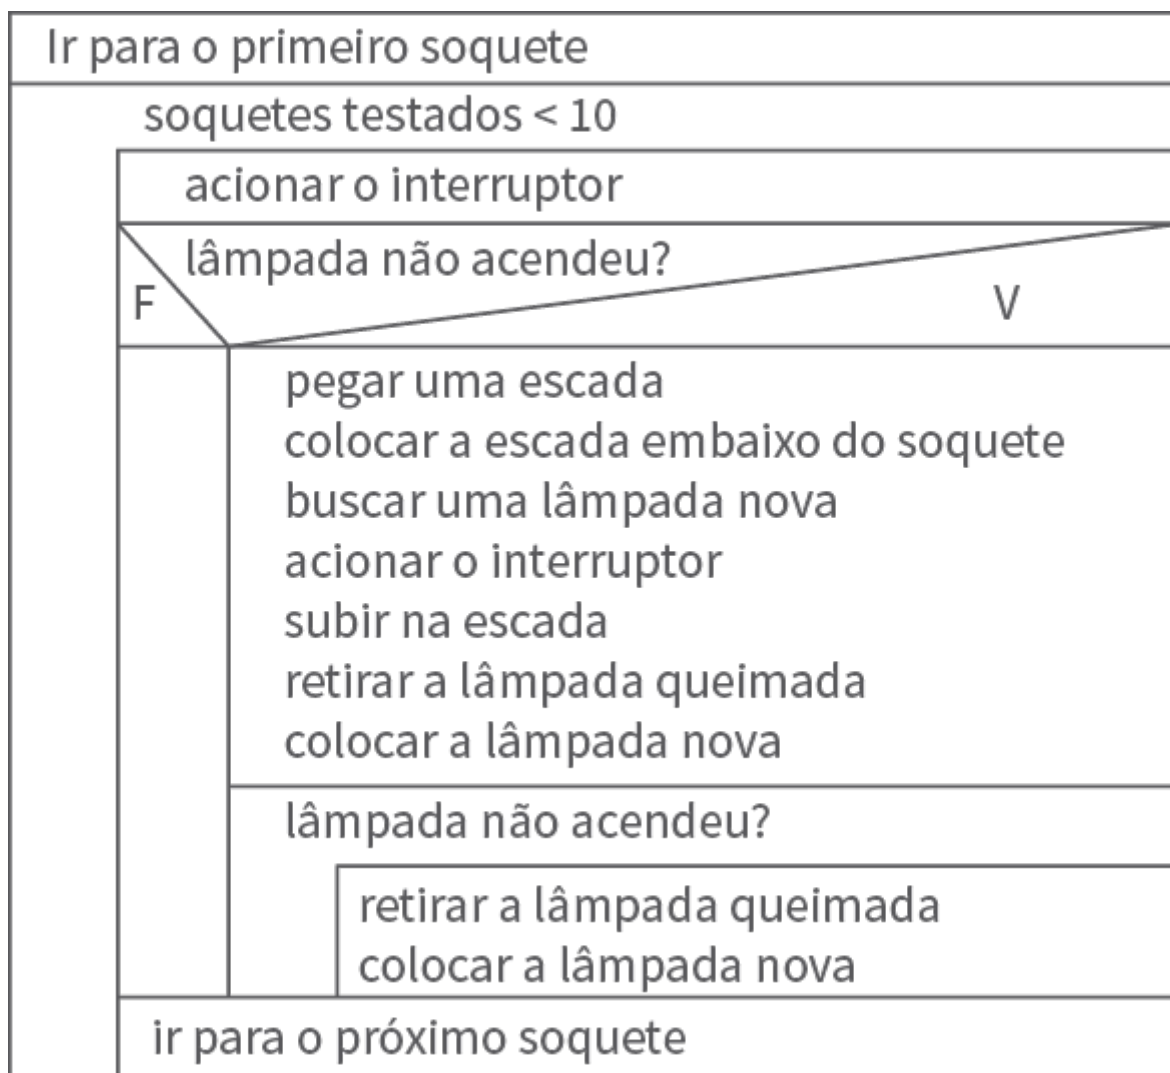 Ir para o primeiro soquete
soquetes testados < 10
acionar o interruptor
lâmpada não acendeu?
F
V
pegar uma escada
colocar a escada embaixo do soquete
buscar uma lâmpada nova
acionar o interruptor
subir na escada
retirar a lâmpada queimada
colocar a lâmpada nova
lâmpada não acendeu?
retirar a lâmpada queimada
colocar a lâmpada nova
ir para o próximo soquete